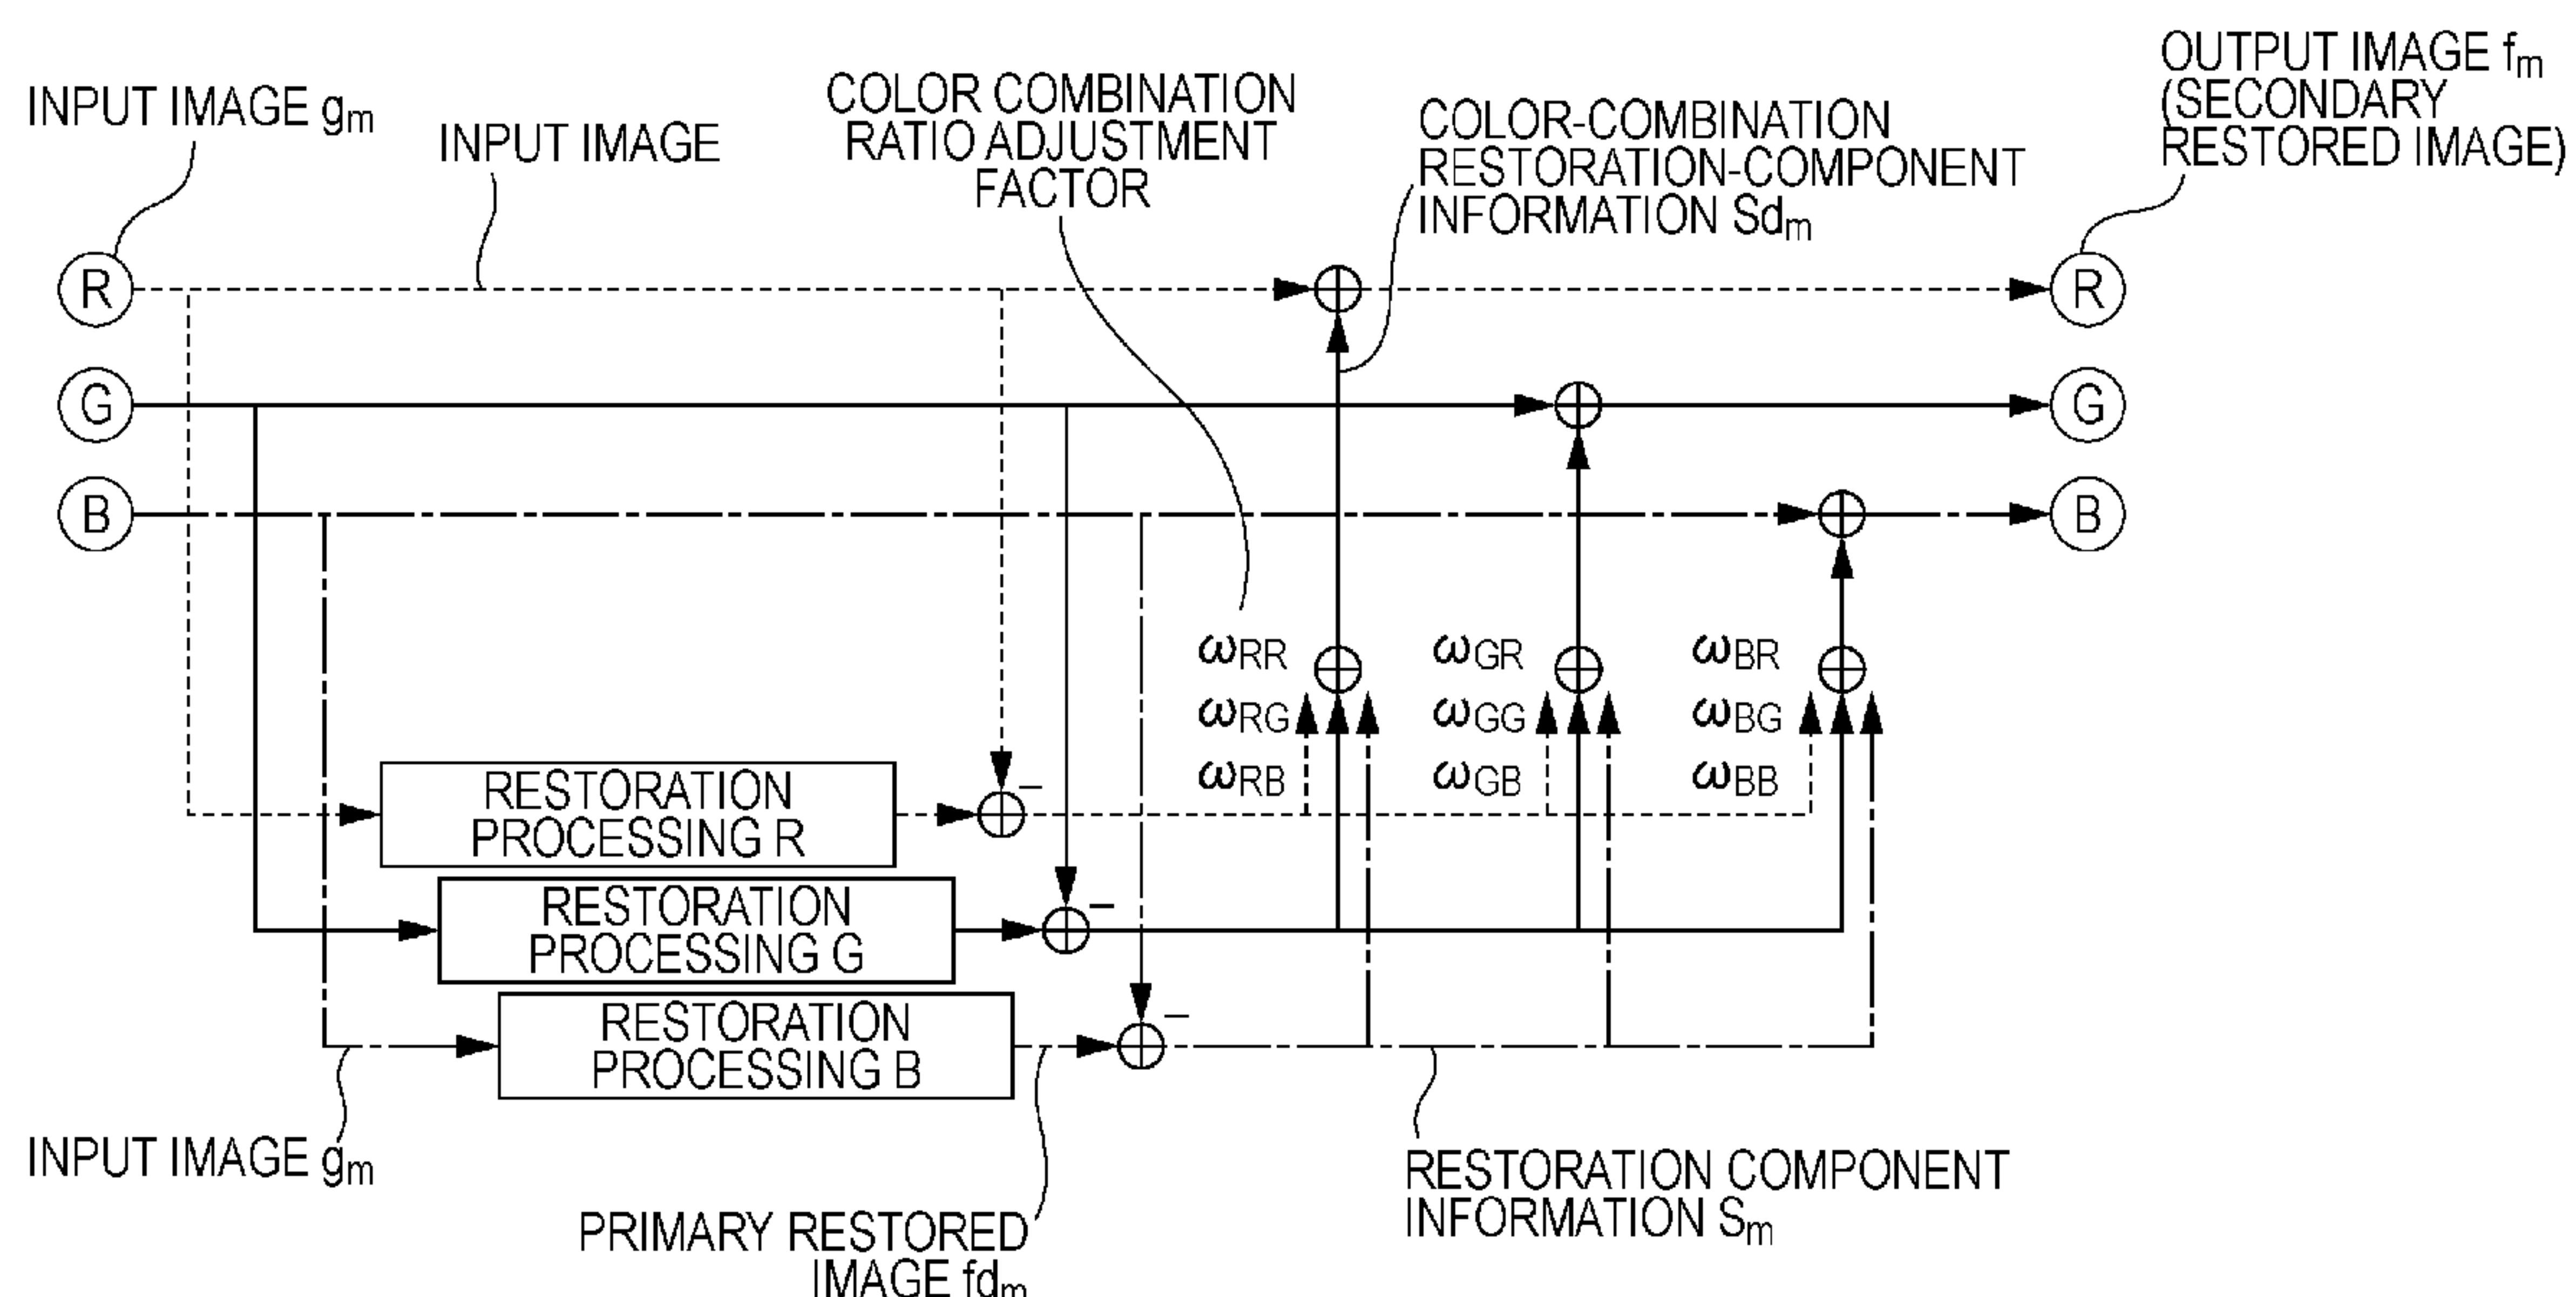 INPUT IMAGE gm
INPUT IMAGE
COLOR COMBINATION
RATIO ADJUSTMENT
FACTOR
COLOR-COMBINATION
RESTORATION-COMPONENT
INFORMATION Sdm
OUTPUT IMAGE fm
(SECONDARY
RESTORED IMAGE)
R
R
G
G
B
B
ωRR
ωRG
ωRB
ωGR
ωGG
ωGB
ωBR
ωBG
ωBB
RESTORATION
PROCESSING R
−
RESTORATION
PROCESSING G
−
RESTORATION
PROCESSING B
−
INPUT IMAGE gm
PRIMARY RESTORED
IMAGE fdm
RESTORATION COMPONENT
INFORMATION Sm